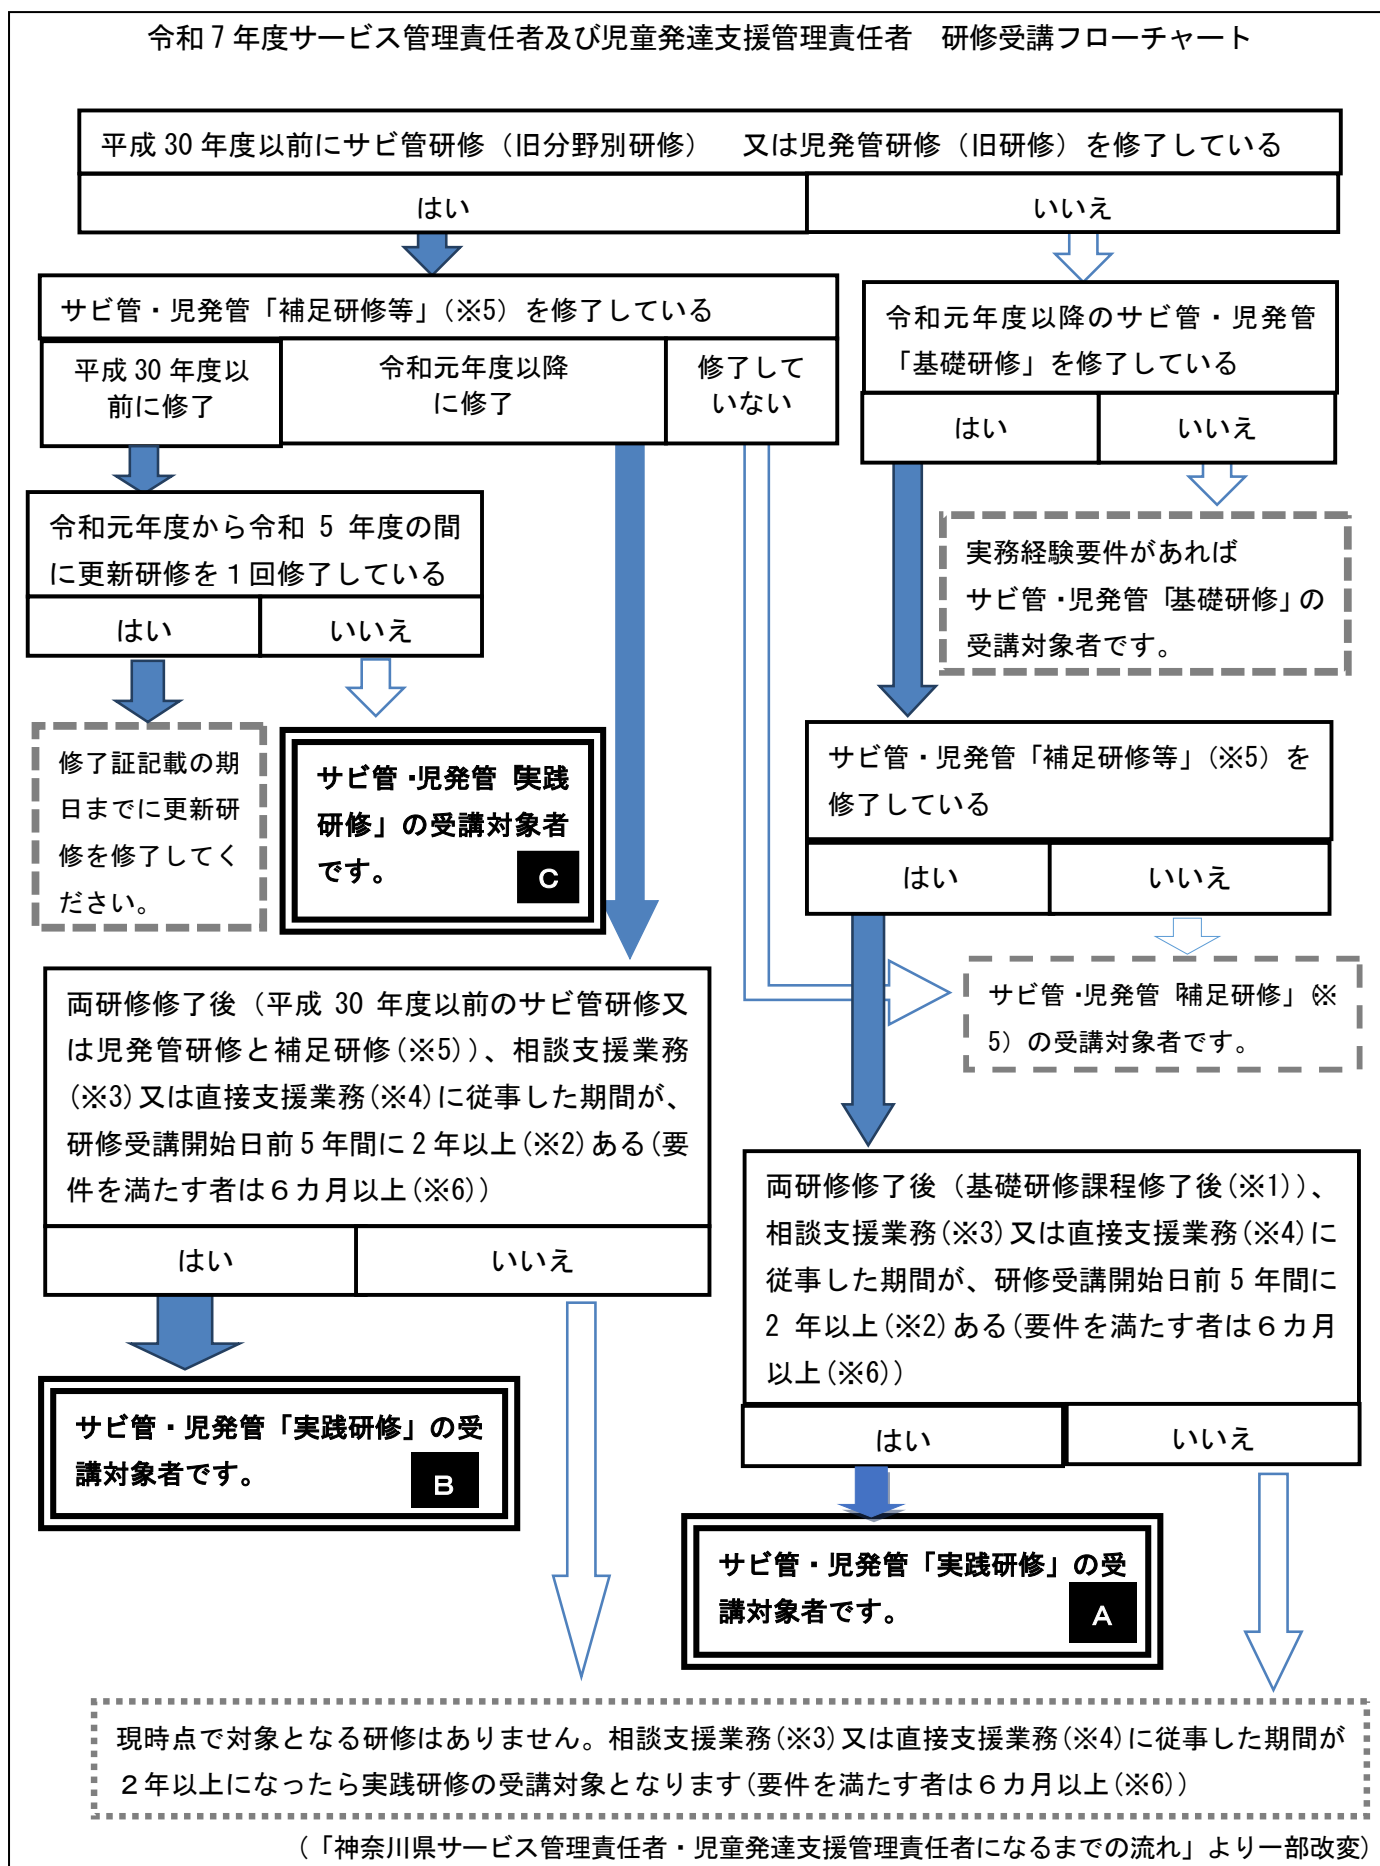 令和７年度サービス管理責任者及び児童発達支援管理責任者　研修受講フローチャート
平成 30 年度以前にサビ管研修（旧分野別研修）　又は児発管研修（旧研修）を修了している
はい
いいえ
サビ管・児発管「補足研修等」(※5）を修了している
平成 30 年度以
前に修了
令和元年度以降
に修了
修了して
いない
令和元年度以降のサビ管・児発管
「基礎研修」を修了している
はい
いいえ
令和元年度から令和 5 年度の間
に更新研修を１回修了している
はい
いいえ
実務経験要件があれば
サビ管・児発管「基礎研修」の
受講対象者です。
修了証記載の期
日までに更新研
修を修了してく
ださい。
サビ管・児発管「実践
研修」の受講対象者
です。
C
サビ管・児発管「補足研修等」(※5）を
修了している
はい
いいえ
サビ管・児発管「補足研修」(※
5）の受講対象者です。
両研修修了後（平成 30 年度以前のサビ管研修又
は児発管研修と補足研修(※5))、相談支援業務
(※3)又は直接支援業務(※4)に従事した期間が、
研修受講開始日前 5 年間に 2 年以上(※2)ある(要
件を満たす者は６カ月以上(※6))
はい
いいえ
両研修修了後（基礎研修課程修了後(※1))、
相談支援業務(※3)又は直接支援業務(※4)に
従事した期間が、研修受講開始日前 5 年間に
2 年以上(※2)ある(要件を満たす者は６カ月
以上(※6))
はい
いいえ
サビ管・児発管「実践研修」の受
講対象者です。
B
サビ管・児発管「実践研修」の受
講対象者です。
A
現時点で対象となる研修はありません。相談支援業務(※3)又は直接支援業務(※4)に従事した期間が
２年以上になったら実践研修の受講対象となります(要件を満たす者は６カ月以上(※6))
(「神奈川県サービス管理責任者・児童発達支援管理責任者になるまでの流れ」より一部改変)